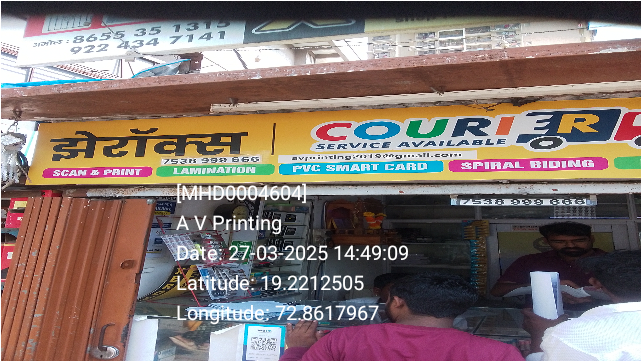 8655 35 1315
922 434 7141
झेरॉक्स
COURIER
SERVICE AVAILABLE
7538 999 666
SCAN & PRINT
LAMINATION
PVC SMART CARD
SPIRAL BIDING
7538 999 666
[MHD0004604]
A V Printing
Date: 27-03-2025 14:49:09
Latitude: 19.2212505
Longitude: 72.8617967